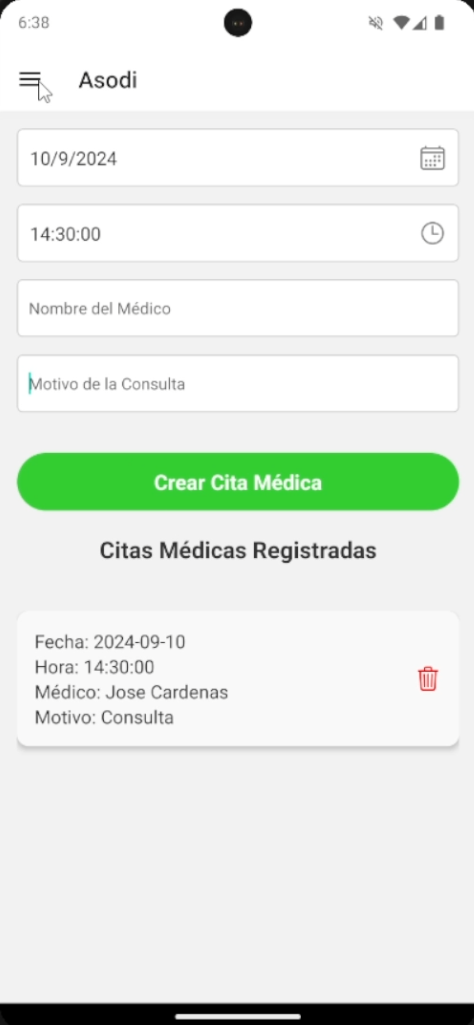 6:38
Asodi
10/9/2024
14:30:00
Nombre del Médico
Motivo de la Consulta
Crear Cita Médica
Citas Médicas Registradas
Fecha: 2024-09-10
Hora: 14:30:00
Médico: Jose Cardenas
Motivo: Consulta